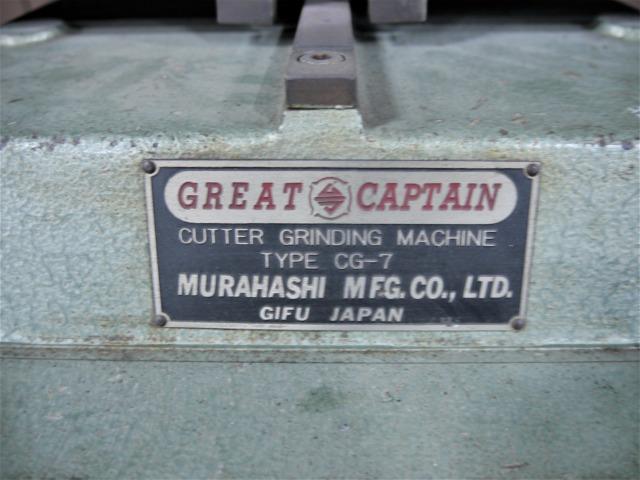 GREAT CAPTAIN
CUTTER GRINDING MACHINE
TYPE CG-7
MURAHASHI MFG. CO., LTD.
GIFU JAPAN